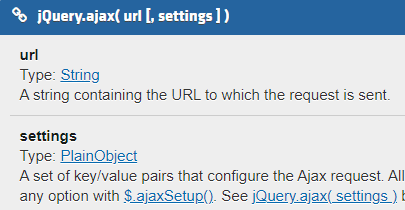 jQuery.ajax( url [, settings ] )
url
Type: String
A string containing the URL to which the request is sent.
settings
Type: PlainObject
A set of key/value pairs that configure the Ajax request. All
any option with $.ajaxSetup(). See jQuery.ajax( settings ) b